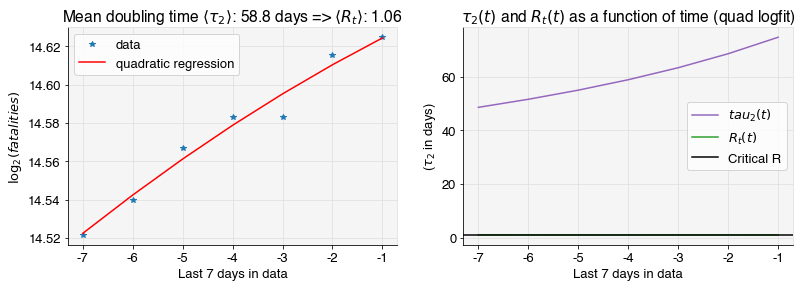 Mean doubling time ⟨τ₂⟩: 58.8 days => ⟨Rₜ⟩: 1.06
log₂(fatalities)
14.62
14.60
14.58
14.56
14.54
14.52
data
quadratic regression
-7 -6 -5 -4 -3 -2 -1
Last 7 days in data
τ₂(t) and Rₜ(t) as a function of time (quad logfit)
(τ₂ in days)
60
40
20
0
tau₂(t)
Rₜ(t)
Critical R
-7 -6 -5 -4 -3 -2 -1
Last 7 days in data